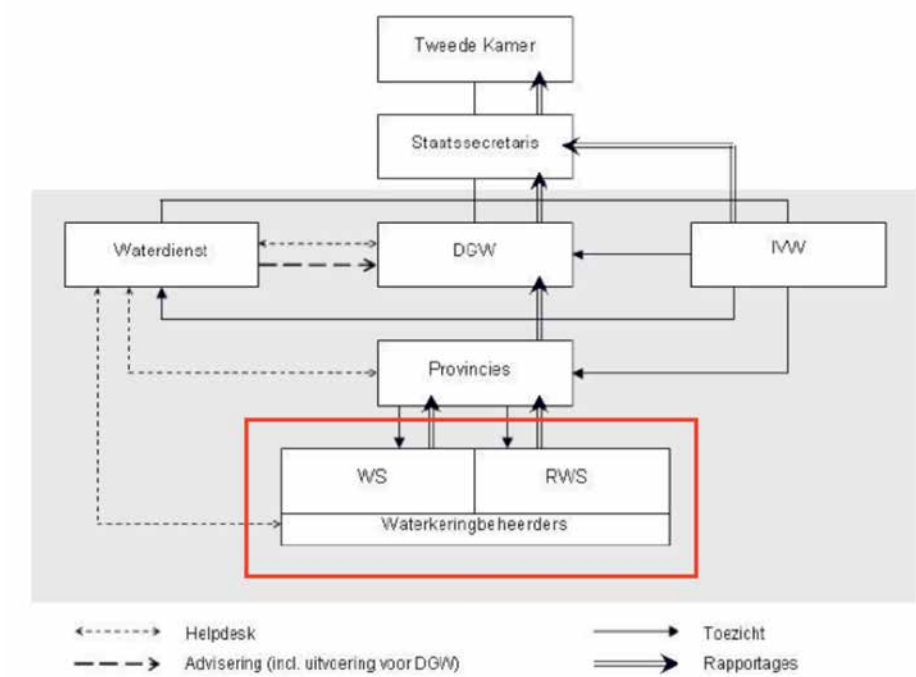 Tweede Kamer
Staatssecretaris
Waterdienst
DGW
IVW
Provincies
WS
RWS
Waterkeringbeheerders
Helpdesk
Toezicht
Advisering (incl. uitvoering voor DGW)
Rapportages